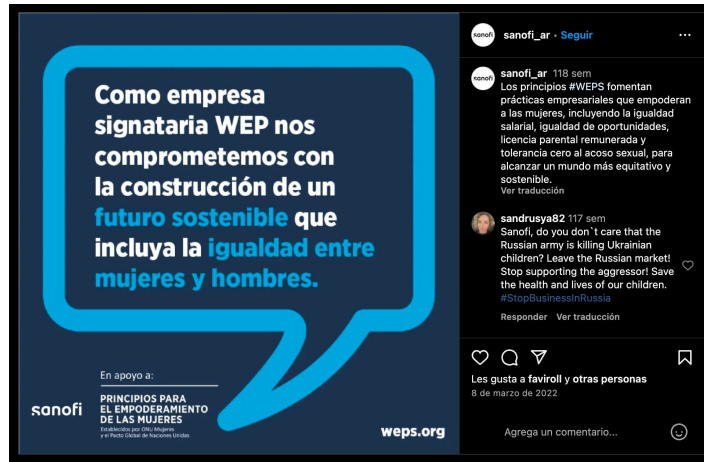 Como empresa
signataria WEP nos
comprometemos con
la construcción de un
futuro sostenible que
incluya la igualdad entre
mujeres y hombres.
En apoyo a:
sanofi
PRINCIPIOS PARA
EL EMPODERAMIENTO
DE LAS MUJERES
Establecidos por ONU Mujeres
y el Pacto Global de Naciones Unidas
weps.org
sanofi
sanofi_ar • Seguir
sanofi
sanofi_ar 118 sem
Los principios #WEPS fomentan
prácticas empresariales que empoderan
a las mujeres, incluyendo la igualdad
salarial, igualdad de oportunidades,
licencia parental remunerada y
tolerancia cero al acoso sexual, para
alcanzar un mundo más equitativo y
sostenible.
Ver traducción
sandrusya82 117 sem
Sanofi, do you don`t care that the
Russian army is killing Ukrainian
children? Leave the Russian market!
Stop supporting the aggressor! Save
the health and lives of our children.
#StopBusinessInRussia
Responder Ver traducción
Les gusta a faviroll y otras personas
8 de marzo de 2022
Agrega un comentario...